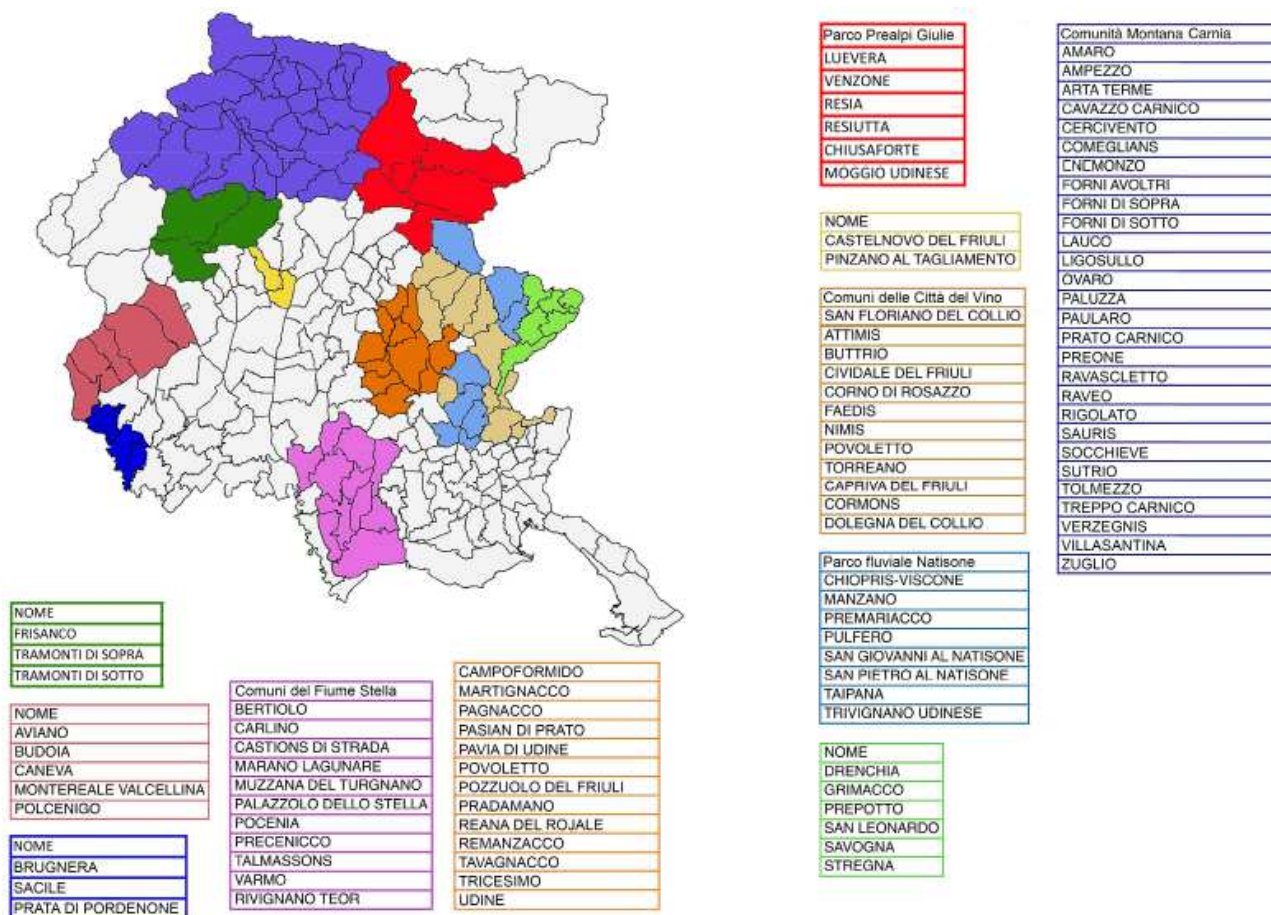 Parco Prealpi Giulie
LUEVERA
VENZONE
RESIA
RESIUTTA
CHIUSAFORTE
MOGGIO UDINESE
NOME
CASTELNOVO DEL FRIULI
PINZANO AL TAGLIAMENTO
Comuni delle Città del Vino
SAN FLORIANO DEL COLLIO
ATTIMIS
BUTTRIO
CIVIDALE DEL FRIULI
CORNO DI ROSAZZO
FAEDIS
NIMIS
POVOLETTO
TORREANO
CAPRIVA DEL FRIULI
CORMONS
DOLEGNA DEL COLLIO
Parco fluviale Natisone
CHIOPRIS-VISCONE
MANZANO
PREMARIACCO
PULFERO
SAN GIOVANNI AL NATISONE
SAN PIETRO AL NATISONE
TAIPANA
TRIVIGNANO UDINESE
NOME
DRENCHIA
GRIMACCO
PREPOTTO
SAN LEONARDO
SAVOGNA
STREGNA
Comunità Montana Carnia
AMARO
AMPEZZO
ARTA TERME
CAVAZZO CARNICO
CERCIVENTO
COMEGLIANS
ENEMONZO
FORNI AVOLTRI
FORNI DI SOPRA
FORNI DI SOTTO
LAUCO
LIGOSULLO
OVARO
PALUZZA
PAULARO
PRATO CARNICO
PREONE
RAVASCLETTO
RAVEO
RIGOLATO
SAURIS
SOCCHIEVE
SUTRIO
TOLMEZZO
TREPPO CARNICO
VERZEGNIS
VILLASANTINA
ZUGLIO
NOME
FRISANCO
TRAMONTI DI SOPRA
TRAMONTI DI SOTTO
NOME
AVIANO
BUDOIA
CANEVA
MONTEREALE VALCELLINA
POLCENIGO
NOME
BRUGNERA
SACILE
PRATA DI PORDENONE
Comuni del Fiume Stella
BERTIOLO
CARLINO
CASTIONS DI STRADA
MARANO LAGUNARE
MUZZANA DEL TURGNANO
PALAZZOLO DELLO STELLA
POCENIA
PRECENICCO
TALMASSONS
VARMO
RIVIGNANO TEOR
CAMPOFORMIDO
MARTIGNACCO
PAGNACCO
PASIAN DI PRATO
PAVIA DI UDINE
POVOLETTO
POZZUOLO DEL FRIULI
PRADAMANO
REANA DEL ROJALE
REMANZACCO
TAVAGNACCO
TRICESIMO
UDINE